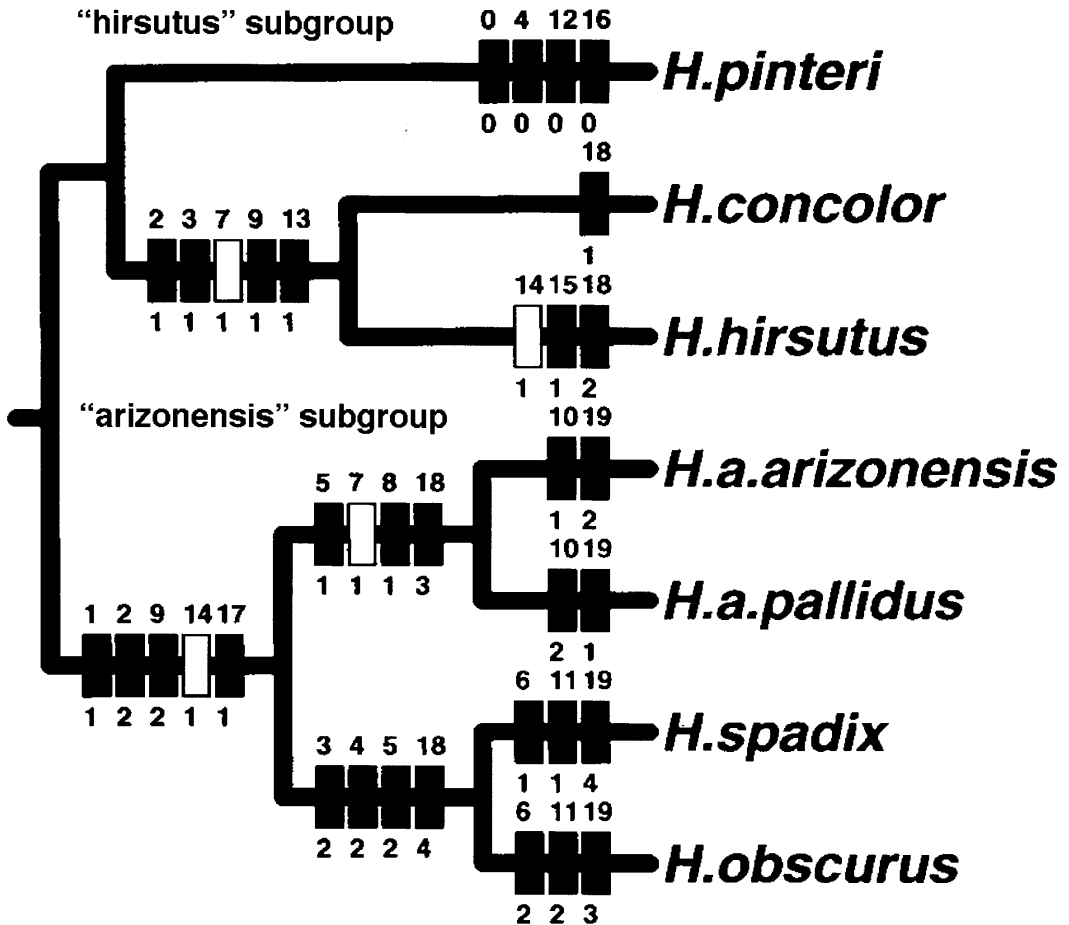 “hirsutus” subgroup
0 4 12 16
H.pinteri
0 0 0 0
18
H.concolor
1
2 3 7 9 13
1 1 1 1 1
14 15 18
H.hirsutus
1 1 2
“arizonensis” subgroup
10 19
H.a.arizonensis
1 2
5 7 8 18
1 1 1 3
10 19
H.a.pallidus
2 1
1 2 9 14 17
1 2 2 1 1
6 11 19
H.spadix
1 1 4
3 4 5 18
2 2 2 4
6 11 19
H.obscurus
2 2 3